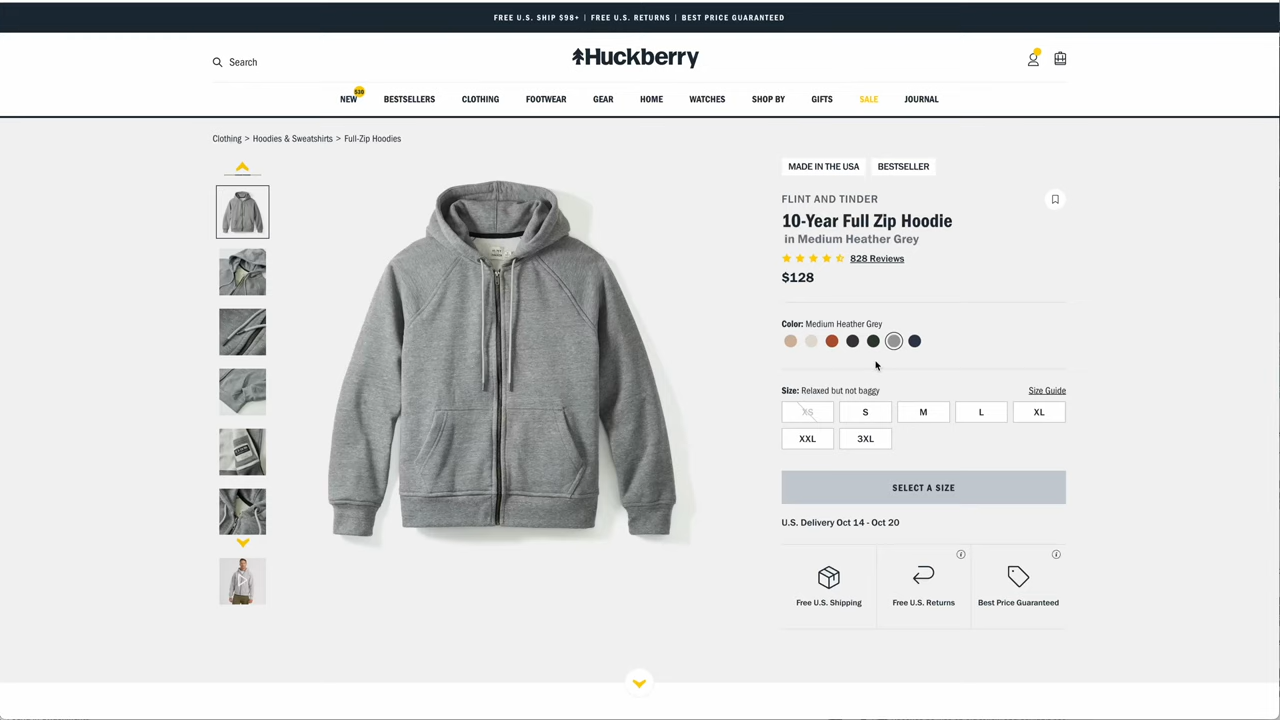 FREE U.S. SHIP $98+ | FREE U.S. RETURNS | BEST PRICE GUARANTEED
Search
Huckberry
NEW
$30
BESTSELLERS
CLOTHING
FOOTWEAR
GEAR
HOME
WATCHES
SHOP BY
GIFTS
SALE
JOURNAL
Clothing > Hoodies & Sweatshirts > Full-Zip Hoodies
MADE IN THE USA
BESTSELLER
FLINT AND TINDER
10-Year Full Zip Hoodie
in Medium Heather Grey
828 Reviews
$128
Color: Medium Heather Grey
Size: Relaxed but not baggy
Size Guide
XS
S
M
L
XL
XXL
3XL
SELECT A SIZE
U.S. Delivery Oct 14 - Oct 20
Free U.S. Shipping
Free U.S. Returns
Best Price Guaranteed